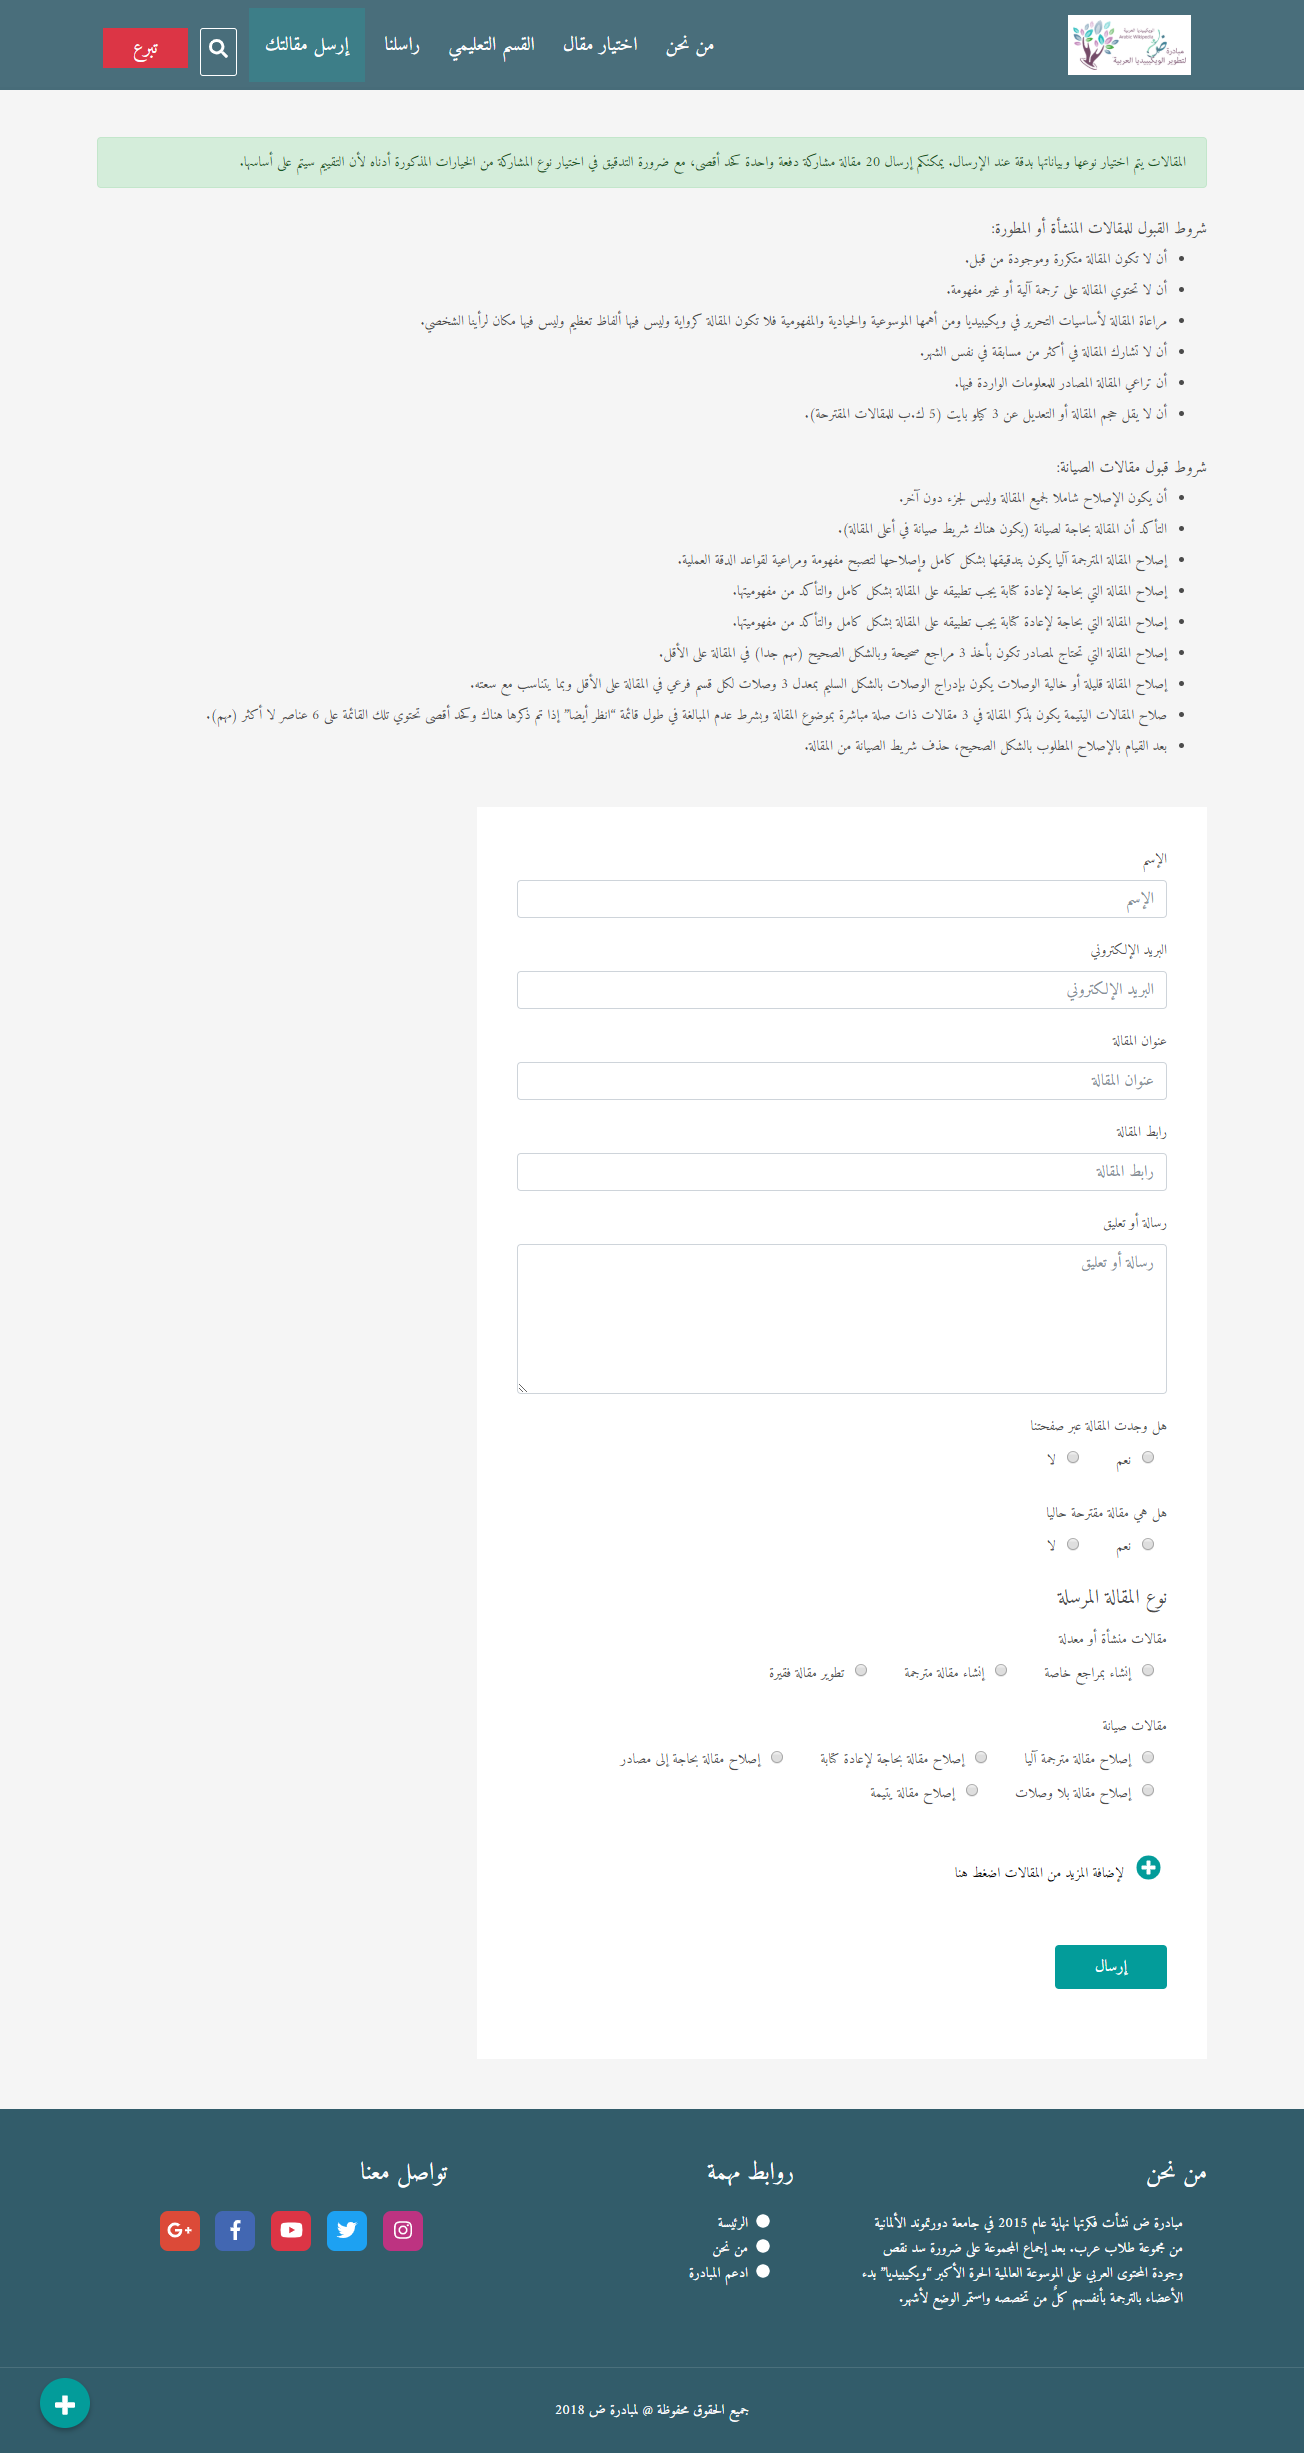 ويكيبيديا العربية
Arabic Wikipedia
ض
مبادرة
لتطوير الويكيبيديا العربية
من نحن
اختيار مقال
القسم التعليمي
راسلنا
إرسل مقالتك
تبرع
المقالات يتم اختيار نوعها وبياناتها بدقة عند الإرسال. يمكنكم إرسال 20 مقالة مشاركة دفعة واحدة كحد أقصى، مع ضرورة التدقيق في اختيار نوع المشاركة من الخيارات المذكورة أدناه لأن التقييم سيتم على أساسها.
شروط القبول للمقالات المنشأة أو المطورة:
أن لا تكون المقالة متكررة وموجودة من قبل.
أن لا تحتوي المقالة على ترجمة آلية أو غير مفهومة.
مراعاة المقالة لأساسيات التحرير في ويكيبيديا ومن أهمها الموسوعية والحيادية والمفهومية فلا تكون المقالة كرواية وليس فيها ألفاظ تعظيم وليس فيها مكان لرأينا الشخصي.
أن لا تشارك المقالة في أكثر من مسابقة في نفس الشهر.
أن تراعي المقالة المصادر للمعلومات الواردة فيها.
أن لا يقل حجم المقالة أو التعديل عن 3 كيلو بايت (5 ك.ب للمقالات المقترحة).
شروط قبول مقالات الصيانة:
أن يكون الإصلاح شاملا لجميع المقالة وليس لجزء دون آخر.
التأكد أن المقالة بحاجة لصيانة (يكون هناك شريط صيانة في أعلى المقالة).
إصلاح المقالة المترجمة آليا يكون بتدقيقها بشكل كامل وإصلاحها لتصبح مفهومة ومراعية لقواعد الدقة العملية.
إصلاح المقالة التي بحاجة لإعادة كتابة يجب تطبيقه على المقالة بشكل كامل والتأكد من مفهوميتها.
إصلاح المقالة التي بحاجة لإعادة كتابة يجب تطبيقه على المقالة بشكل كامل والتأكد من مفهوميتها.
إصلاح المقالة التي تحتاج لمصادر تكون بأخذ 3 مراجع صحيحة وبالشكل الصحيح (مهم جدا) في المقالة على الأقل.
إصلاح المقالة قليلة أو خالية الوصلات يكون بإدراج الوصلات بالشكل السليم بمعدل 3 وصلات لكل قسم فرعي في المقالة على الأقل وبما يتناسب مع سعته.
صلاح المقالات اليتيمة يكون بذكر المقالة في 3 مقالات ذات صلة مباشرة بموضوع المقالة وبشرط عدم المبالغة في طول قائمة “انظر أيضا” إذا تم ذكرها هناك وكحد أقصى تحتوي تلك القائمة على 6 عناصر لا أكثر (مهم).
بعد القيام بالإصلاح المطلوب بالشكل الصحيح، حذف شريط الصيانة من المقالة.
الإسم
الإسم
البريد الإلكتروني
البريد الإلكتروني
عنوان المقالة
عنوان المقالة
رابط المقالة
رابط المقالة
رسالة أو تعليق
رسالة أو تعليق
هل وجدت المقالة عبر صفحتنا
نعم لا
هل هي مقالة مقترحة حاليا
نعم لا
نوع المقالة المرسلة
مقالات منشأة أو معدلة
إنشاء بمراجع خاصة إنشاء مقالة مترجمة تطوير مقالة فقيرة
مقالات صيانة
إصلاح مقالة مترجمة آليا إصلاح مقالة بحاجة لإعادة كتابة إصلاح مقالة بحاجة إلى مصادر
إصلاح مقالة بلا وصلات إصلاح مقالة يتيمة
لإضافة المزيد من المقالات اضغط هنا
إرسال
من نحن
مبادرة ض نشأت فكرتها نهاية عام 2015 في جامعة دورتموند الألمانية
من مجموعة طلاب عرب. بعد إجماع المجموعة على ضرورة سد نقص
وجودة المحتوى العربي على الموسوعة العالمية الحرة الأكبر “ويكيبيديا” بدء
الأعضاء بالترجمة بأنفسهم كلٌ من تخصصه واستمر الوضع لأشهر.
روابط مهمة
الرئيسة
من نحن
ادعم المبادرة
تواصل معنا
جميع الحقوق محفوظة @ لمبادرة ض 2018